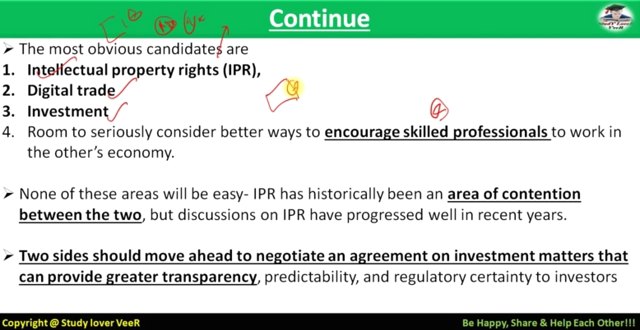 Continue
➢ The most obvious candidates are
1. Intellectual property rights (IPR),
2. Digital trade
3. Investment
4. Room to seriously consider better ways to encourage skilled professionals to work in
the other's economy.
➢ None of these areas will be easy- IPR has historically been an area of contention
between the two, but discussions on IPR have progressed well in recent years.
➢ Two sides should move ahead to negotiate an agreement on investment matters that
can provide greater transparency, predictability, and regulatory certainty to investors
Copyright @ Study lover VeeR
Be Happy, Share & Help Each Other!!!